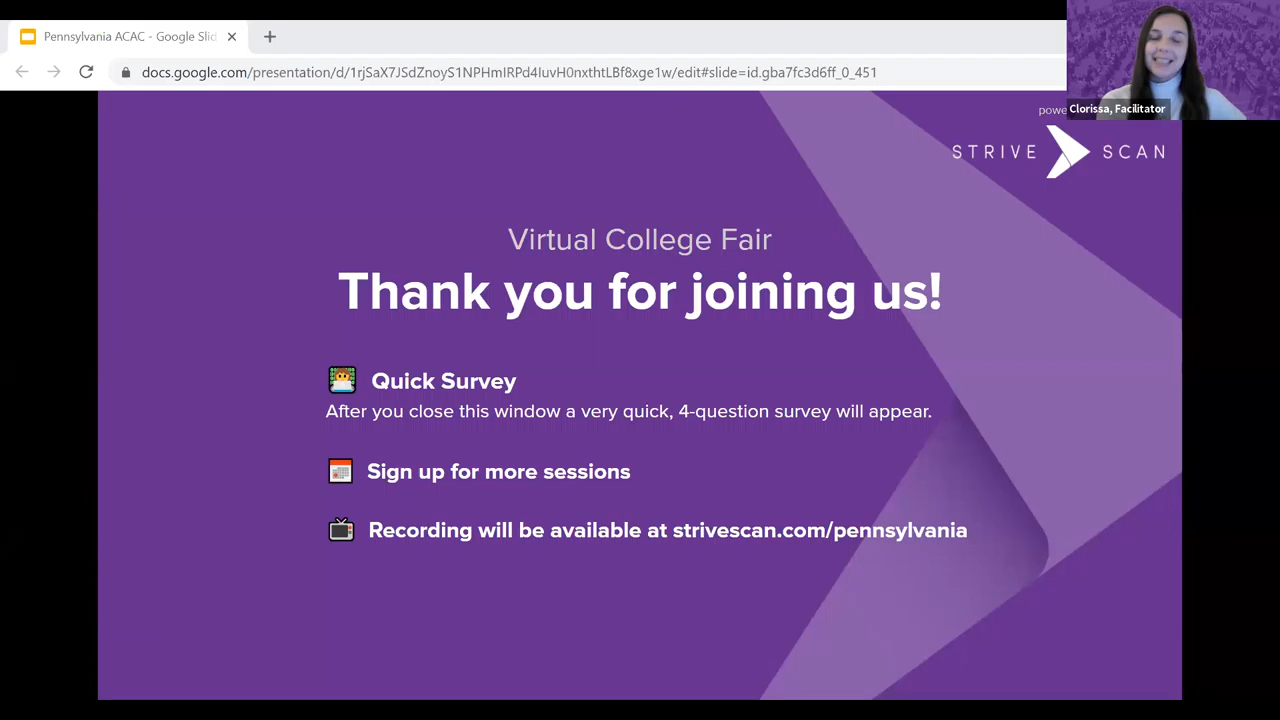 Pennsylvania ACAC - Google Slid
docs.google.com/presentation/d/1rjSaX7JSdZnoyS1NPHmIRPd4IuvH0nxthtLBf8xge1w/edit#slide=id.gba7fc3d6ff_0_451
Clorissa, Facilitator
powe
STRIVE SCAN
Virtual College Fair
Thank you for joining us!
Quick Survey
After you close this window a very quick, 4-question survey will appear.
Sign up for more sessions
Recording will be available at strivescan.com/pennsylvania